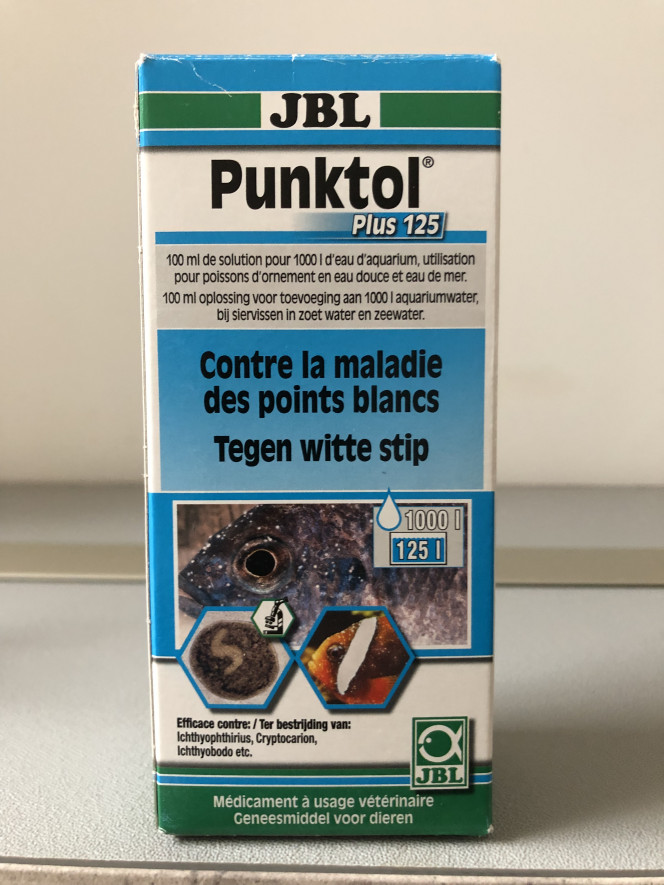 JBL
Punktol®
Plus 125
100 ml de solution pour 1000 l d'eau d'aquarium, utilisation
pour poissons d'ornement en eau douce et eau de mer.
100 ml oplossing voor toevoeging aan 1000 l aquariumwater,
bij siervissen in zoet water en zeewater.
Contre la maladie
des points blancs
Tegen witte stip
1000 l
125 l
Efficace contre: / Ter bestrijding van:
Ichthyophthirius, Cryptocarion,
Ichthyobodo etc.
JBL
Médicament à usage vétérinaire
Geneesmiddel voor dieren